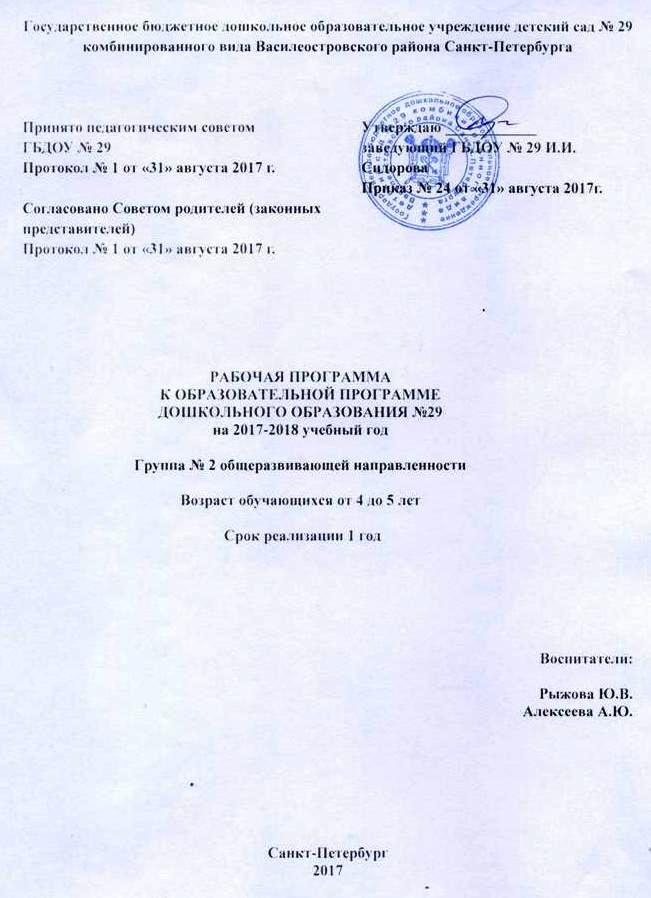 Государственное бюджетное дошкольное образовательное учреждение детский сад № 29
комбинированного вида Василеостровского района Санкт-Петербурга
Принято педагогическим советом
ГБДОУ № 29
Протокол № 1 от «31» августа 2017 г.
Согласовано Советом родителей (законных
представителей)
Протокол № 1 от «31» августа 2017 г.
Утверждаю
заведующий ГБДОУ № 29 И.И.
Сидорова
Приказ № 24 от «31» августа 2017г.
РАБОЧАЯ ПРОГРАММА
К ОБРАЗОВАТЕЛЬНОЙ ПРОГРАММЕ
ДОШКОЛЬНОГО ОБРАЗОВАНИЯ №29
на 2017-2018 учебный год
Группа № 2 общеразвивающей направленности
Возраст обучающихся от 4 до 5 лет
Срок реализации 1 год
Воспитатели:
Рыжова Ю.В.
Алексеева А.Ю.
Санкт-Петербург
2017